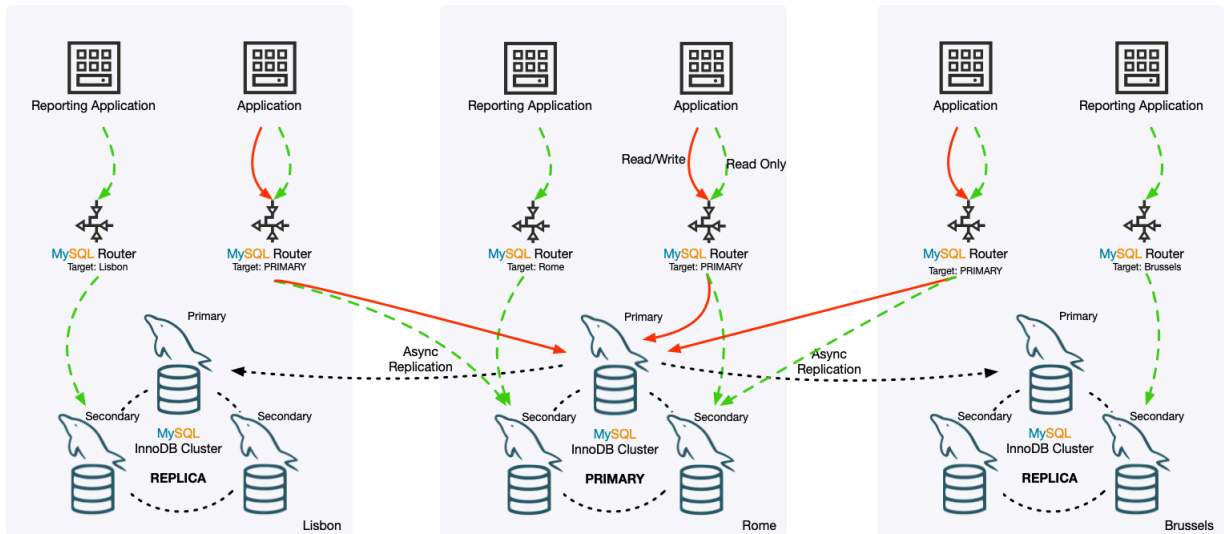 Reporting Application
Application
Reporting Application
Application
Application
Reporting Application
Read/Write
Read Only
MySQL Router
Target: Lisbon
MySQL Router
Target: PRIMARY
MySQL Router
Target: Rome
MySQL Router
Target: PRIMARY
MySQL Router
Target: PRIMARY
MySQL Router
Target: Brussels
Primary
Async
Replication
Secondary
Secondary
MySQL
InnoDB Cluster
REPLICA
Lisbon
Primary
Secondary
Secondary
MySQL
InnoDB Cluster
PRIMARY
Rome
Async
Replication
Primary
Secondary
Secondary
MySQL
InnoDB Cluster
REPLICA
Brussels